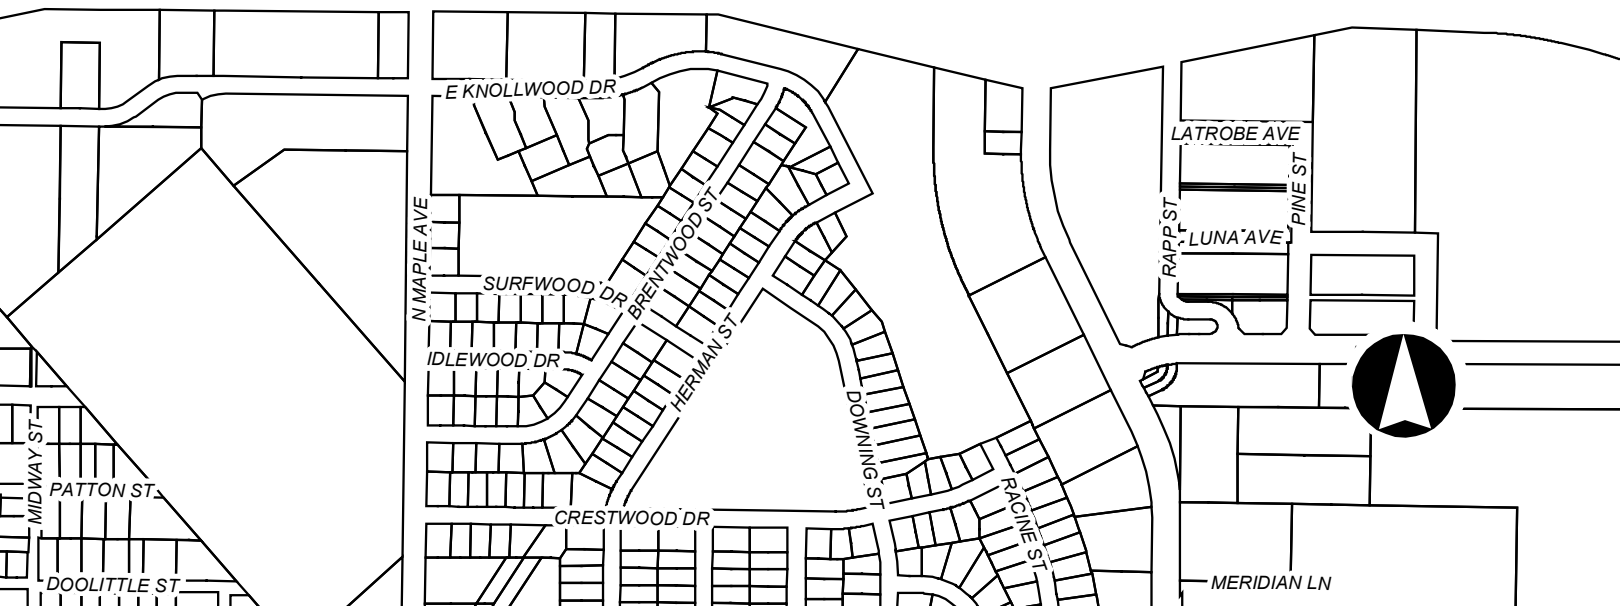 E KNOLLWOOD DR
LATROBE AVE
PINE ST
N MAPLE AVE
BRENTWOOD ST
RAPP ST
LUNA AVE
SURFWOOD DR
HERMAN ST
IDLEWOOD DR
DOWNING ST
MIDWAY ST
PATTON ST
RACINE ST
CRESTWOOD DR
DOOLITTLE ST
MERIDIAN LN